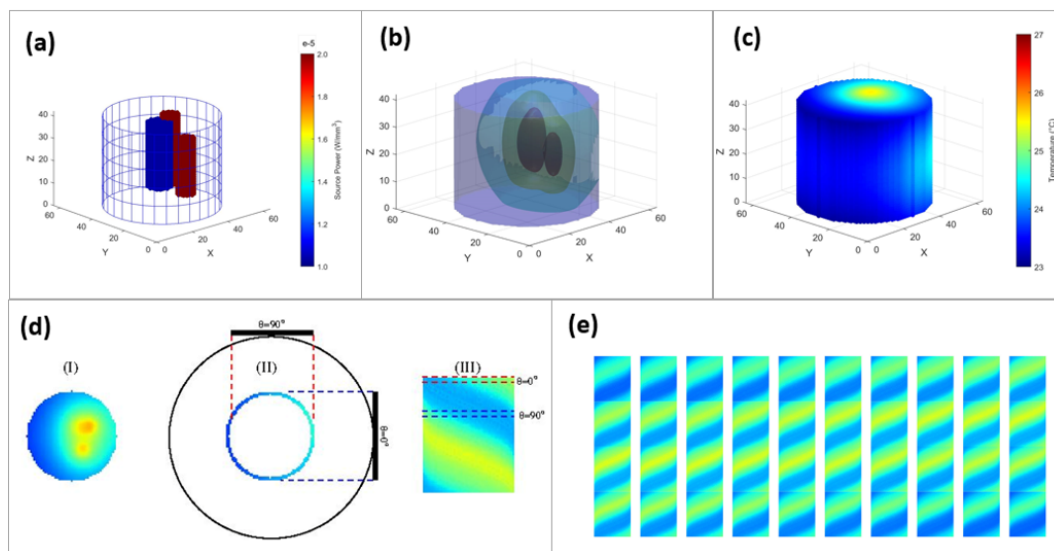 (a)
e-5
2.0
1.8
1.6
1.4
1.2
1.0
Source Power (W/mm³)
40
30
20
10
0
Z
60
40
20
0
Y
0
20
40
60
X
(b)
40
30
20
10
0
Z
60
40
20
0
Y
0
20
40
60
X
(c)
27
26
25
24
23
Temperature (°C)
40
30
20
10
0
Z
60
40
20
0
Y
0
20
40
60
X
(d)
θ=90°
(I)
(II)
(III)
θ=0°
θ=0°
θ=90°
(e)